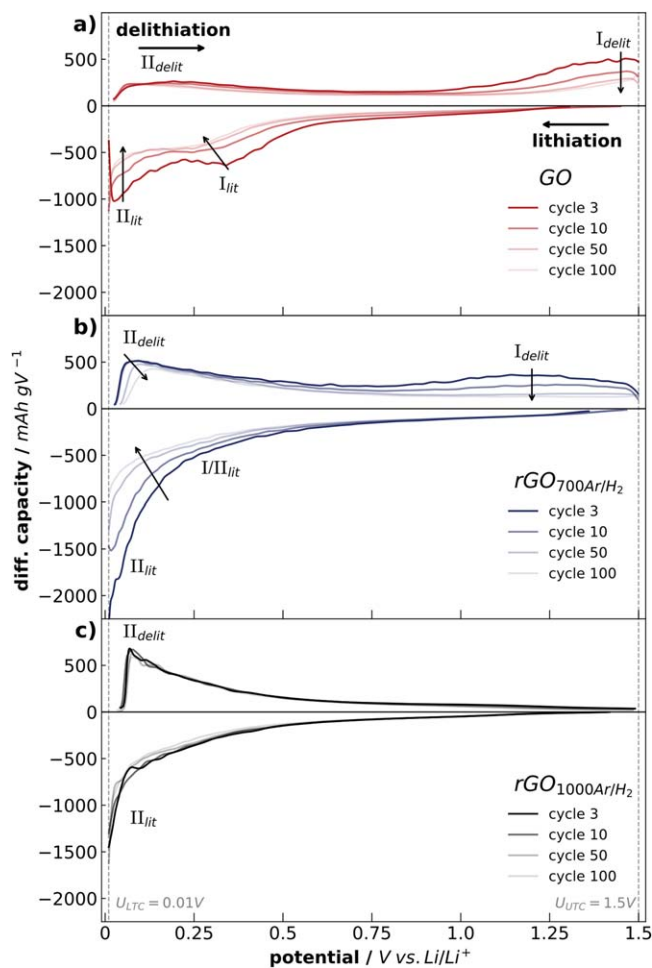 a)
delithiation
II_delit
I_delit
500
0
−500
−1000
−1500
−2000
lithiation
I_lit
II_lit
GO
cycle 3
cycle 10
cycle 50
cycle 100
b)
II_delit
I_delit
500
0
−500
−1000
−1500
−2000
I/II_lit
II_lit
rGO_700Ar/H₂
cycle 3
cycle 10
cycle 50
cycle 100
diff. capacity / mAh gV⁻¹
c)
II_delit
500
0
−500
−1000
−1500
−2000
II_lit
rGO_1000Ar/H₂
cycle 3
cycle 10
cycle 50
cycle 100
U_LTC = 0.01V
U_UTC = 1.5V
0 0.25 0.5 0.75 1.0 1.25 1.5
potential / V vs. Li/Li⁺